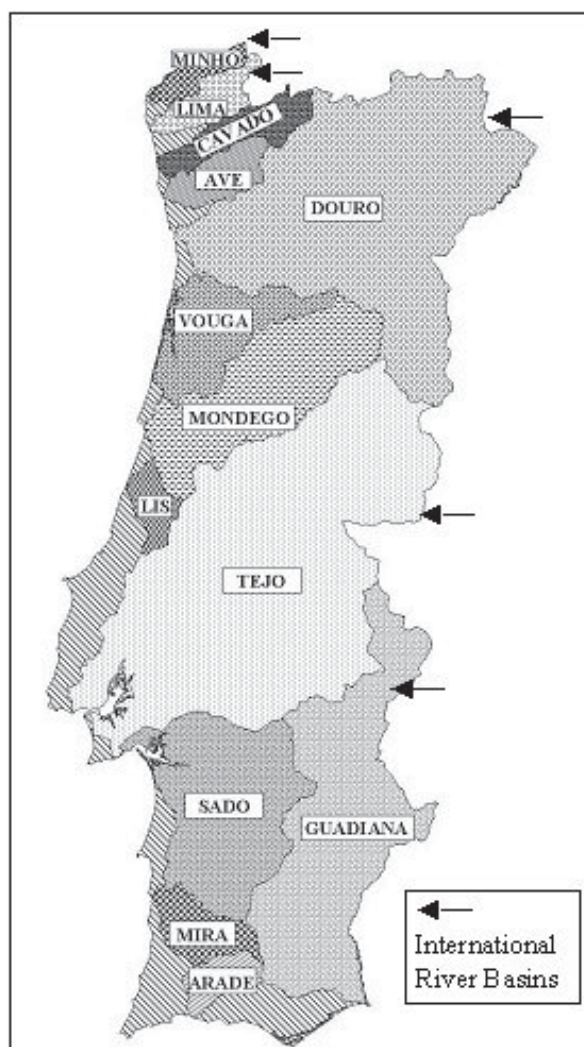 MINHO
LIMA
CAVADO
AVE
DOURO
VOUGA
MONDEGO
LIS
TEJO
SADO
GUADIANA
MIRA
ARADE
International
River Basins